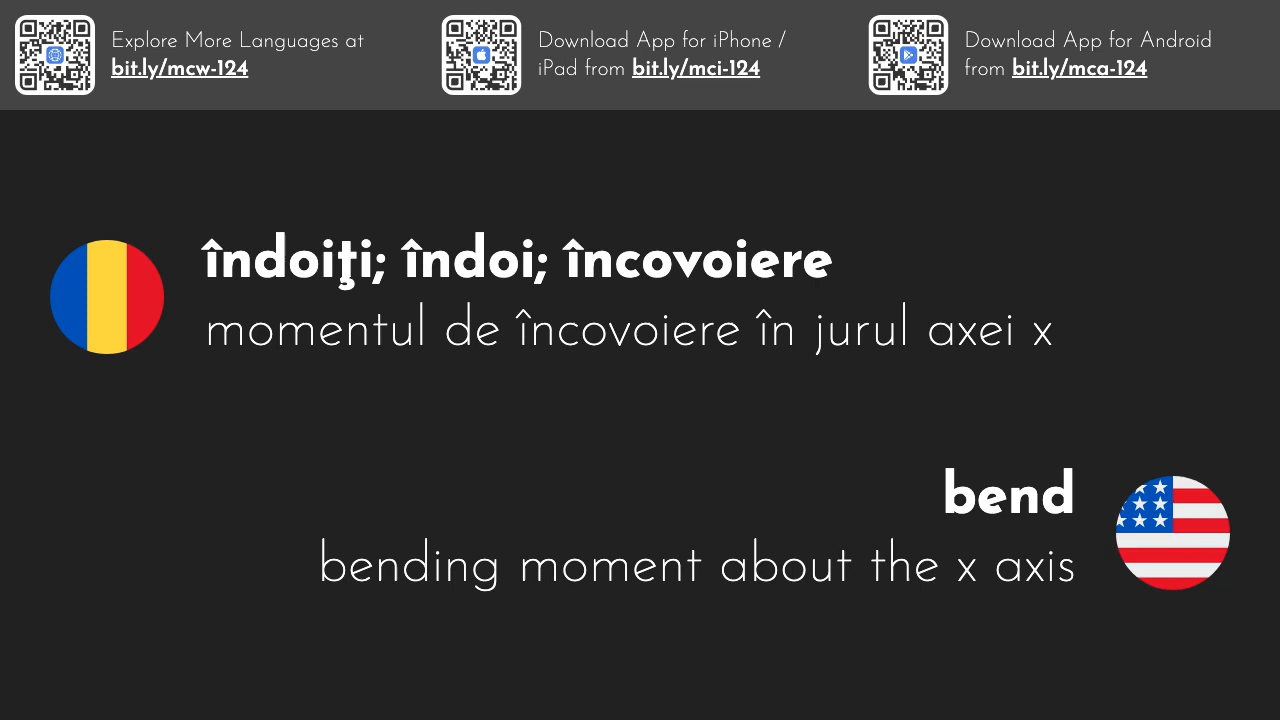 Explore More Languages at
bit.ly/mcw-124
Download App for iPhone /
iPad from bit.ly/mci-124
Download App for Android
from bit.ly/mca-124
îndoiţi; îndoi; încovoiere
momentul de încovoiere în jurul axei x
bend
bending moment about the x axis